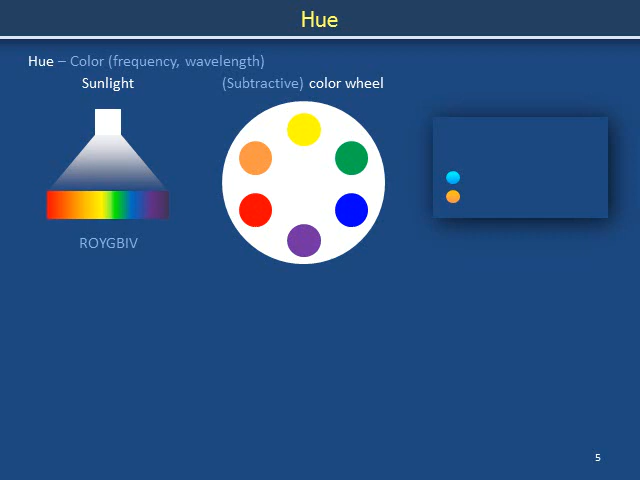 Hue
Hue – Color (frequency, wavelength)
Sunlight
(Subtractive) color wheel
ROYGBIV
5